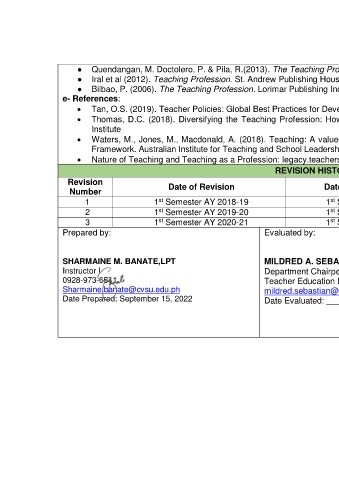 • Quendangan, M. Doctolero, P. & Pila, R.(2013). The Teaching Pro
• Iral et al (2012). Teaching Profession. St. Andrew Publishing Hous
• Bilbao, P. (2006). The Teaching Profession. Lorimar Publishing Inc
e- References:
• Tan, O.S. (2019). Teacher Policies: Global Best Practices for Deve
• Thomas, D.C. (2018). Diversifying the Teaching Profession: How
Institute
• Waters, M., Jones, M., Macdonald, A. (2018). Teaching: A value
Framework. Australian Institute for Teaching and School Leadersh
• Nature of Teaching and Teaching as a Profession: legacy.teachers
REVISION HISTO
Revision Number Date of Revision Date
1 1st Semester AY 2018-19 1st S
2 1st Semester AY 2019-20 1st S
3 1st Semester AY 2020-21 1st S
Prepared by: Evaluated by:
SHARMAINE M. BANATE,LPT MILDRED A. SEBA
Instructor I Department Chairpe
0928-973- Teacher Education D
Sharmaine.banate@cvsu.edu.ph mildred.sebastian@
Date Prepared: September 15, 2022 Date Evaluated: ___